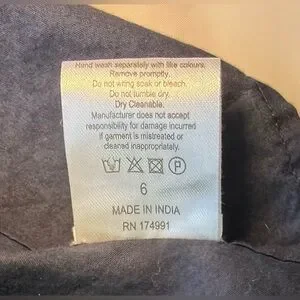 Hand wash separately with like colours.
Remove promptly.
Do not wring soak or bleach.
Do not tumble dry.
Dry Cleanable.
Manufacturer does not accept
responsibility for damage incurred
if garment is mistreated or
cleaned inappropriately.
P
6
MADE IN INDIA
RN 174991